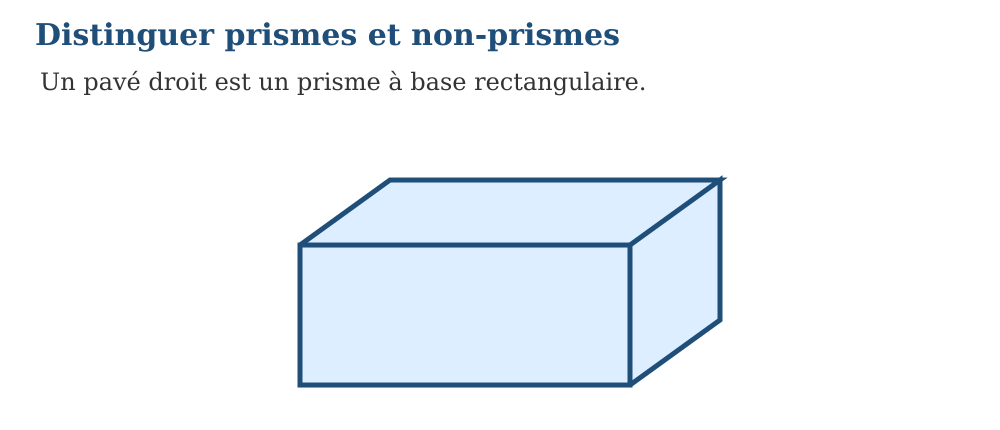 Distinguer prismes et non-prismes
Un pavé droit est un prisme à base rectangulaire.